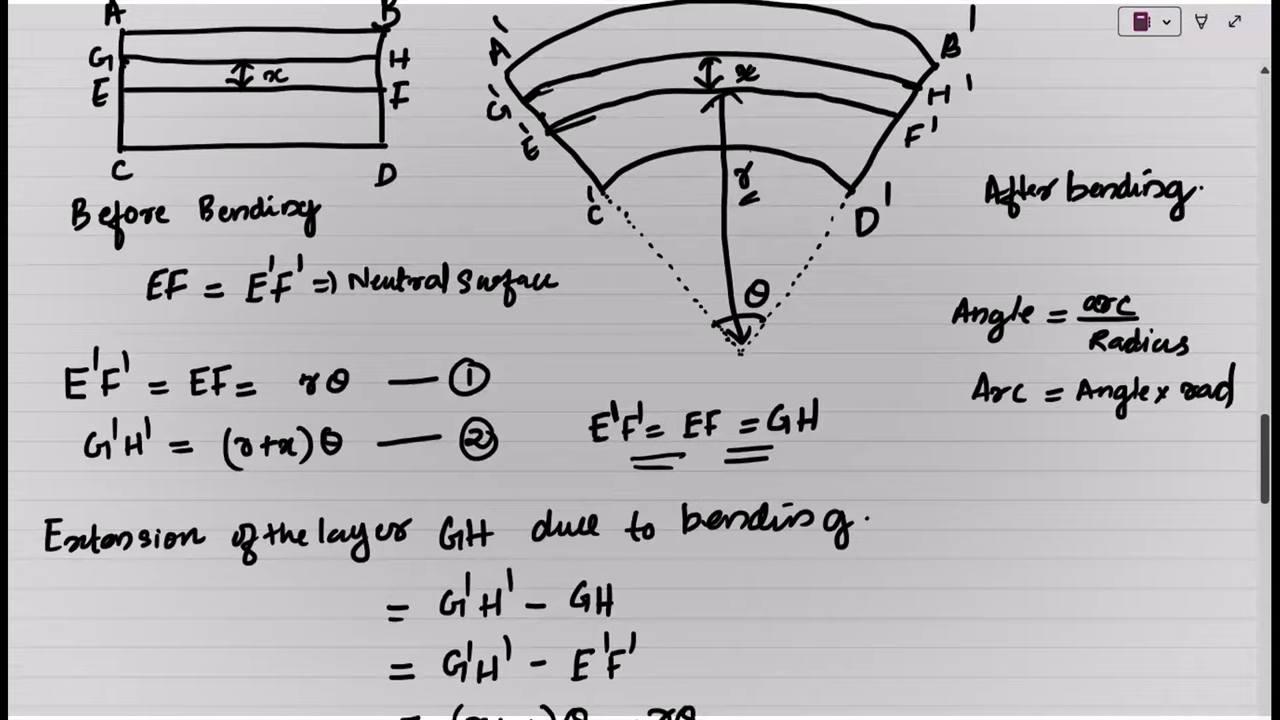 A B
G H
E x F
C D
Before Bending
A' B'
G' x H'
E' F'
r
C' D'
θ
After bending.
EF = E'F' => Neutral Surface
Angle = arc / Radius
Arc = Angle x rad
E'F' = EF = rθ — ①
G'H' = (r+x)θ — ②
E'F' = EF = GH
Extension of the layer GH due to bending.
= G'H' - GH
= G'H' - E'F'